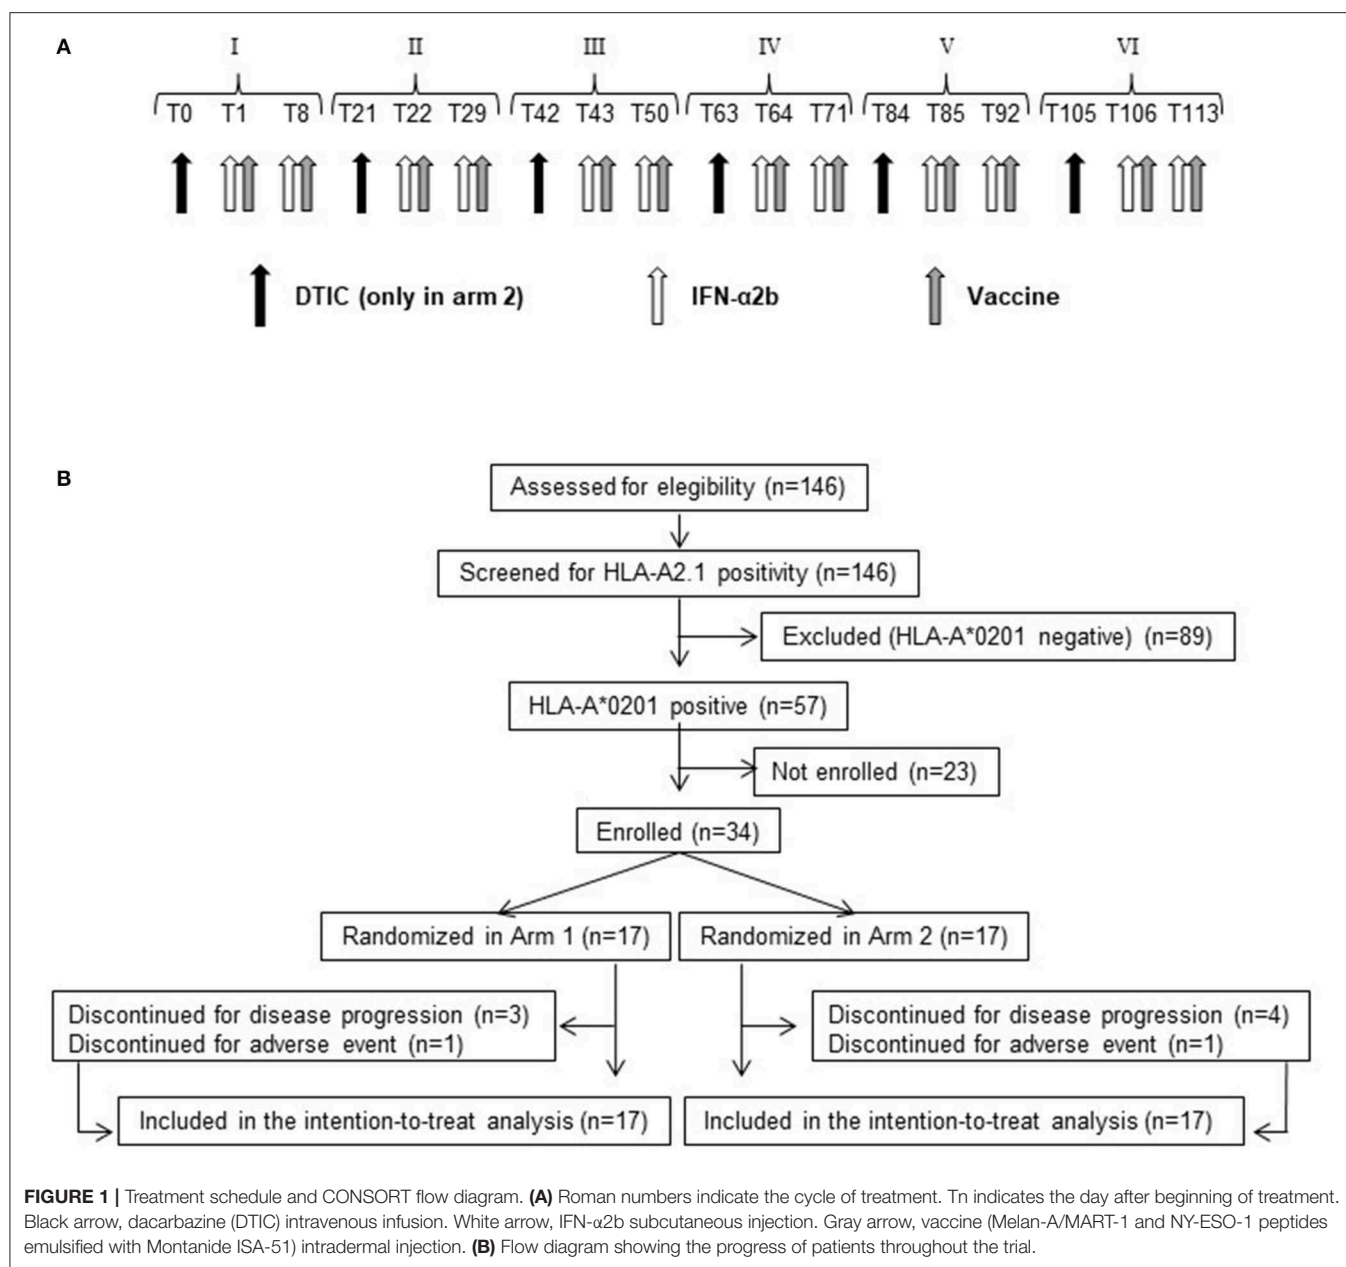 A
I II III IV V VI
T0 T1 T8 T21 T22 T29 T42 T43 T50 T63 T64 T71 T84 T85 T92 T105 T106 T113
DTIC (only in arm 2) IFN-α2b Vaccine
B
Assessed for elegibility (n=146)
Screened for HLA-A2.1 positivity (n=146)
Excluded (HLA-A*0201 negative) (n=89)
HLA-A*0201 positive (n=57)
Not enrolled (n=23)
Enrolled (n=34)
Randomized in Arm 1 (n=17)
Randomized in Arm 2 (n=17)
Discontinued for disease progression (n=3)
Discontinued for adverse event (n=1)
Discontinued for disease progression (n=4)
Discontinued for adverse event (n=1)
Included in the intention-to-treat analysis (n=17)
Included in the intention-to-treat analysis (n=17)
FIGURE 1 | Treatment schedule and CONSORT flow diagram. (A) Roman numbers indicate the cycle of treatment. Tn indicates the day after beginning of treatment.
Black arrow, dacarbazine (DTIC) intravenous infusion. White arrow, IFN-α2b subcutaneous injection. Gray arrow, vaccine (Melan-A/MART-1 and NY-ESO-1 peptides
emulsified with Montanide ISA-51) intradermal injection. (B) Flow diagram showing the progress of patients throughout the trial.